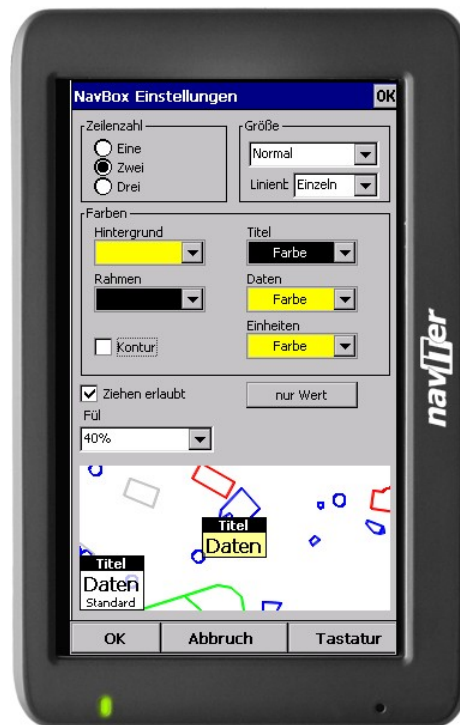 NavBox Einstellungen
OK
Zeilenzahl
Eine
Zwei
Drei
Größe
Normal
Linient Einzeln
Farben
Hintergrund
Titel
Farbe
Rahmen
Daten
Farbe
Einheiten
Farbe
Kontur
Ziehen erlaubt
nur Wert
Fül
40%
Titel
Daten
Titel
Daten
Standard
OK
Abbruch
Tastatur
naviter